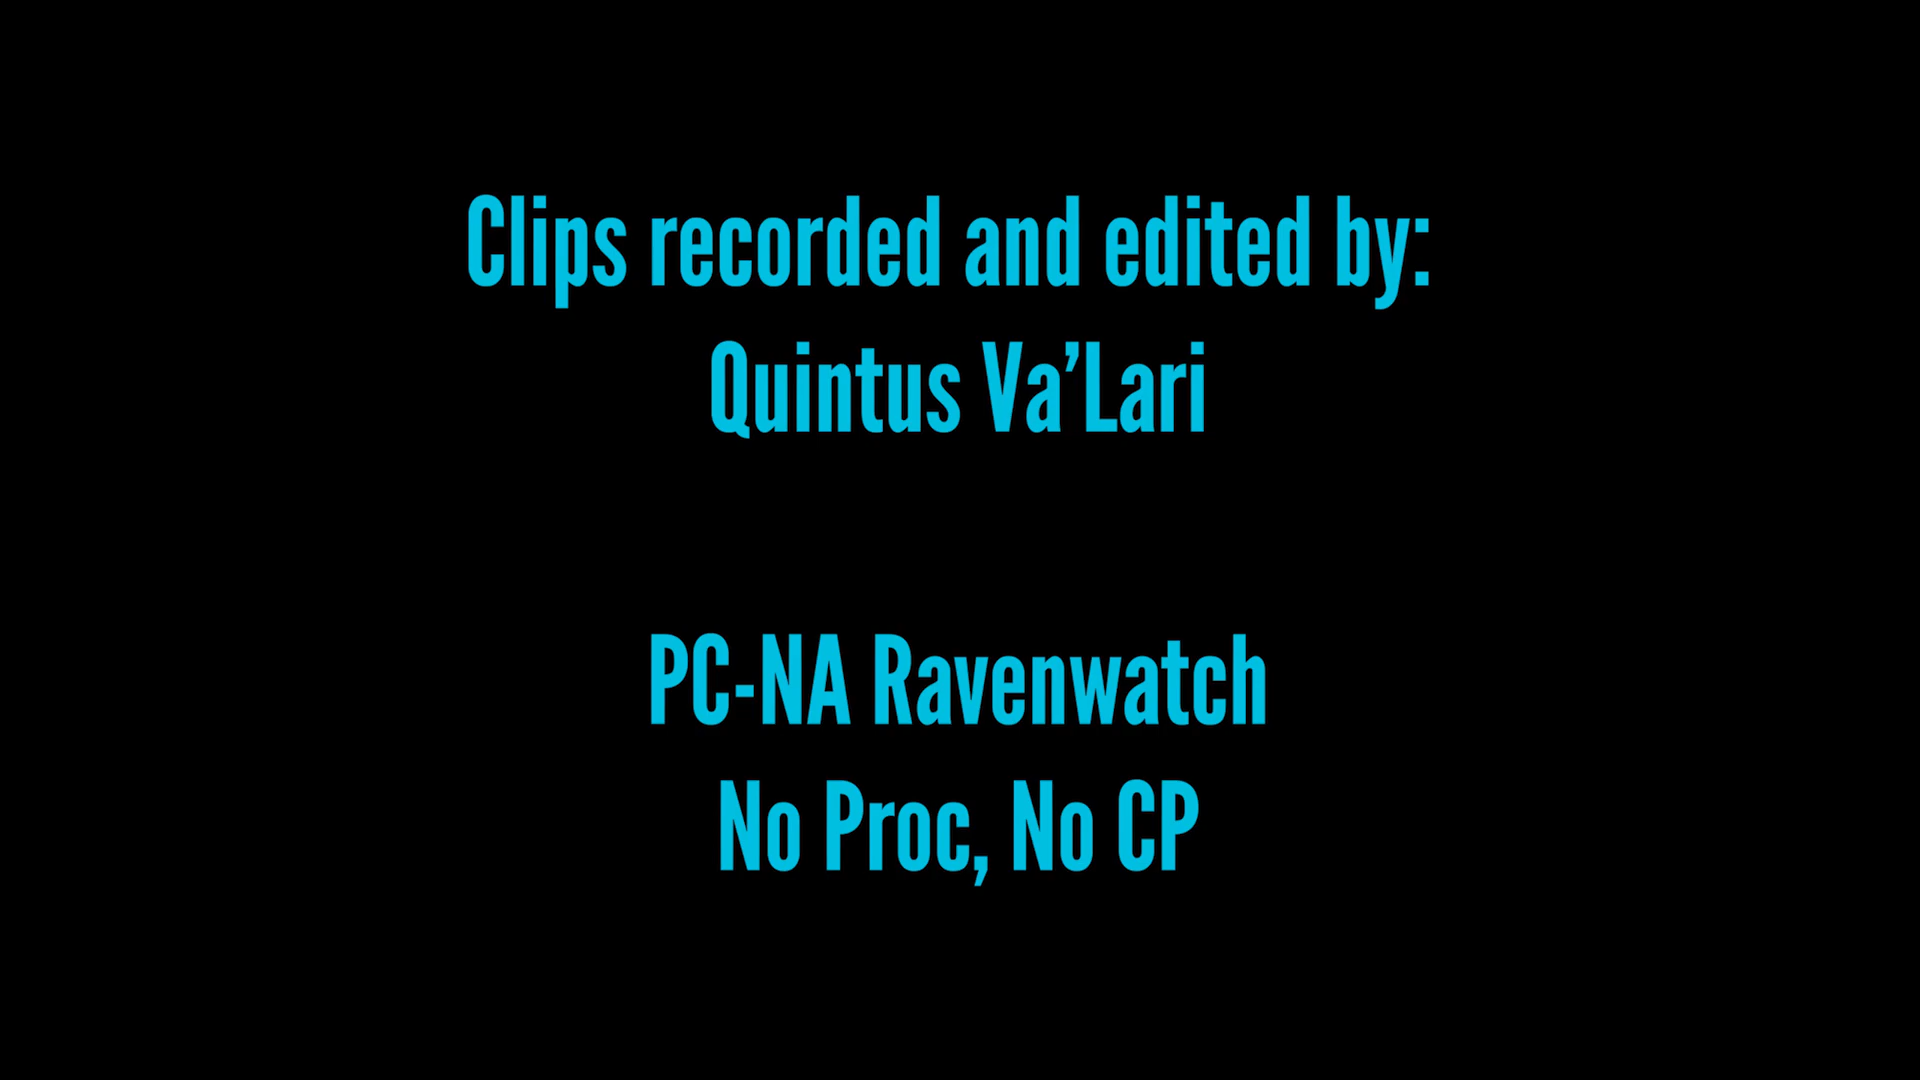 Clips recorded and edited by:
Quintus Va’Lari
PC-NA Ravenwatch
No Proc, No CP